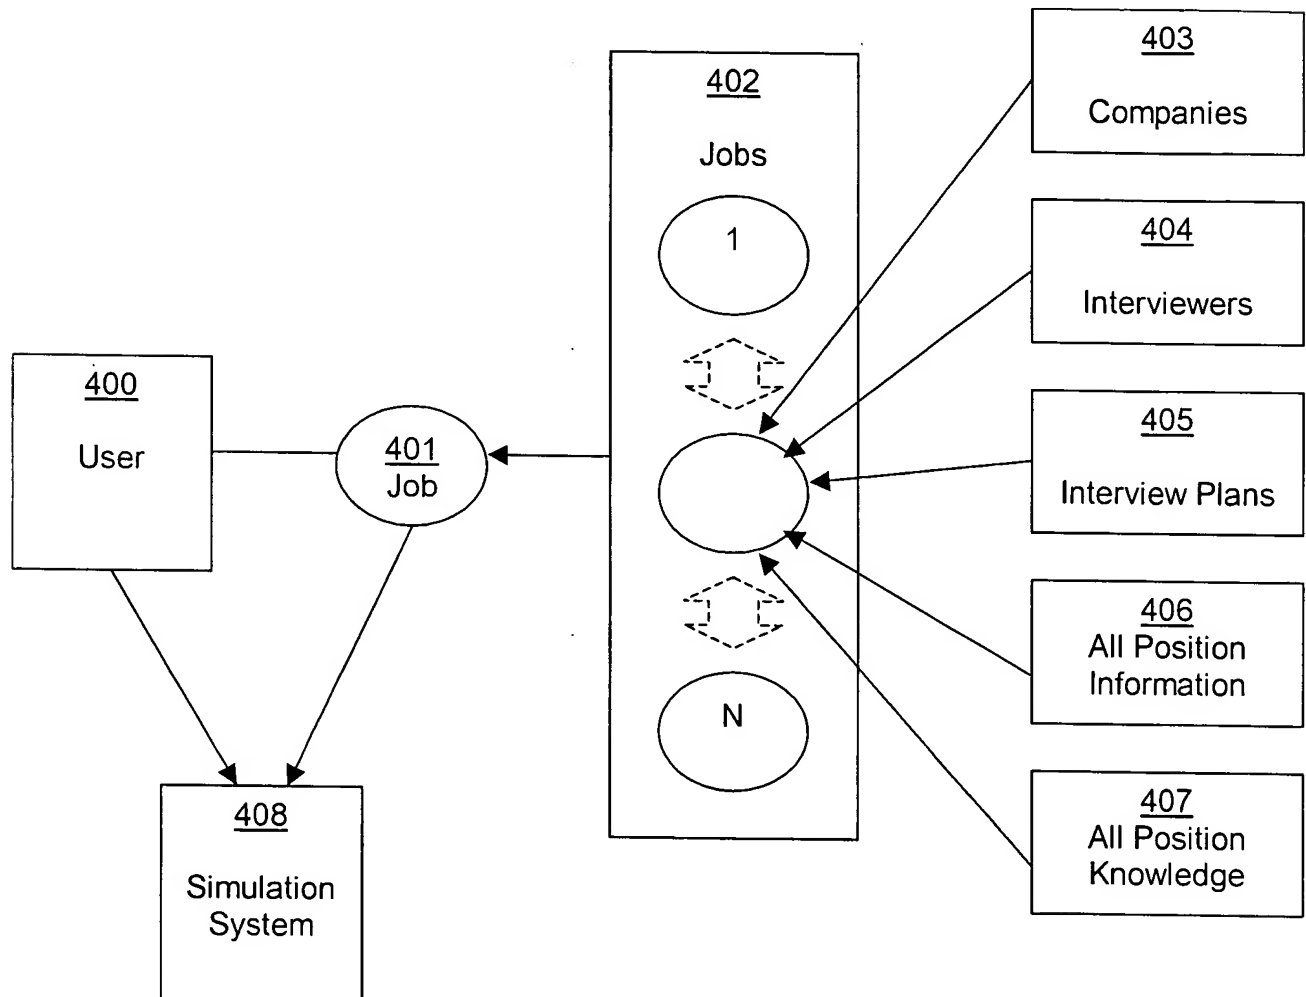 400
User
401
Job
402
Jobs
1
N
403
Companies
404
Interviewers
405
Interview Plans
406
All Position
Information
407
All Position
Knowledge
408
Simulation
System